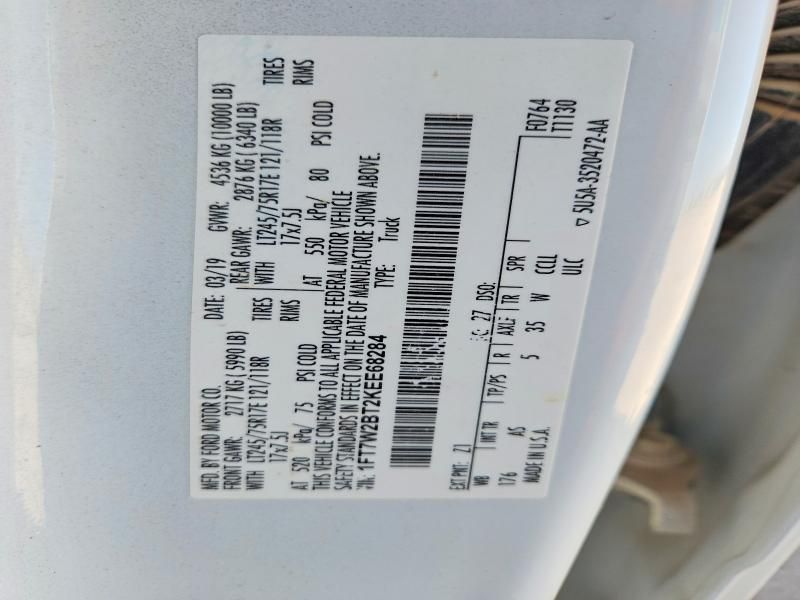 MFD. BY FORD MOTOR CO.
DATE: 03/19 GVWR: 4536 KG (10000 LB)
FRONT GAWR: 2717 KG ( 5990 LB) REAR GAWR: 2876 KG ( 6340 LB)
WITH LT245/75R17E 121/118R TIRES WITH LT245/75R17E 121/118R TIRES
17x7.5J RIMS 17x7.5J RIMS
AT 520 kPa/ 75 PSI COLD AT 550 kPa/ 80 PSI COLD
THIS VEHICLE CONFORMS TO ALL APPLICABLE FEDERAL MOTOR VEHICLE
SAFETY STANDARDS IN EFFECT ON THE DATE OF MANUFACTURE SHOWN ABOVE.
VIN: 1FT7W2BT2KEE68284 TYPE: Truck
EXT PNT: Z1 RC: 27 DSO: F0764
WB INT TR TP/PS R AXLE TR SPR T1130
176 AS 5 35 W CCLL
MADE IN U.S.A. ULC
▽ 5U5A-3520472-AA